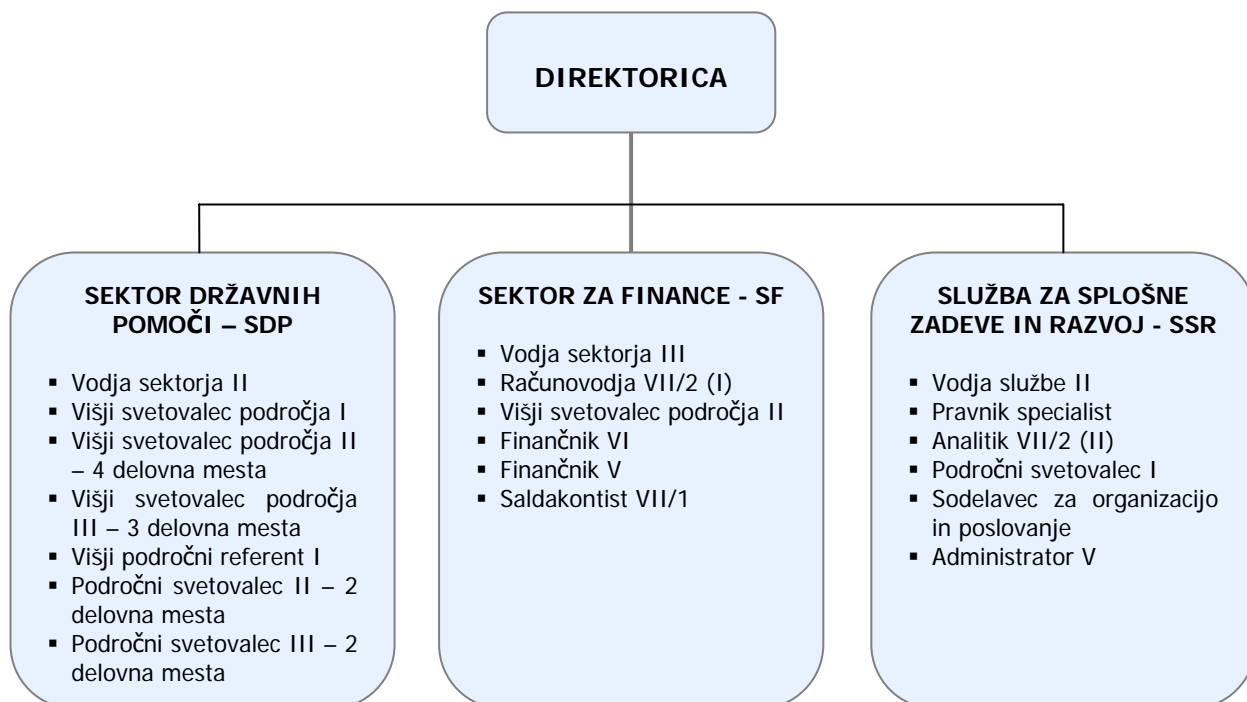 DIREKTORICA
SEKTOR DRŽAVNIH
POMOČI – SDP
▪ Vodja sektorja II
▪ Višji svetovalec področja I
▪ Višji svetovalec področja II
– 4 delovna mesta
▪ Višji svetovalec področja
III – 3 delovna mesta
▪ Višji področni referent I
▪ Področni svetovalec II – 2
delovna mesta
▪ Področni svetovalec III – 2
delovna mesta
SEKTOR ZA FINANCE - SF
▪ Vodja sektorja III
▪ Računovodja VII/2 (I)
▪ Višji svetovalec področja II
▪ Finančnik VI
▪ Finančnik V
▪ Saldakontist VII/1
SLUŽBA ZA SPLOŠNE
ZADEVE IN RAZVOJ - SSR
▪ Vodja službe II
▪ Pravnik specialist
▪ Analitik VII/2 (II)
▪ Področni svetovalec I
▪ Sodelavec za organizacijo
in poslovanje
▪ Administrator V